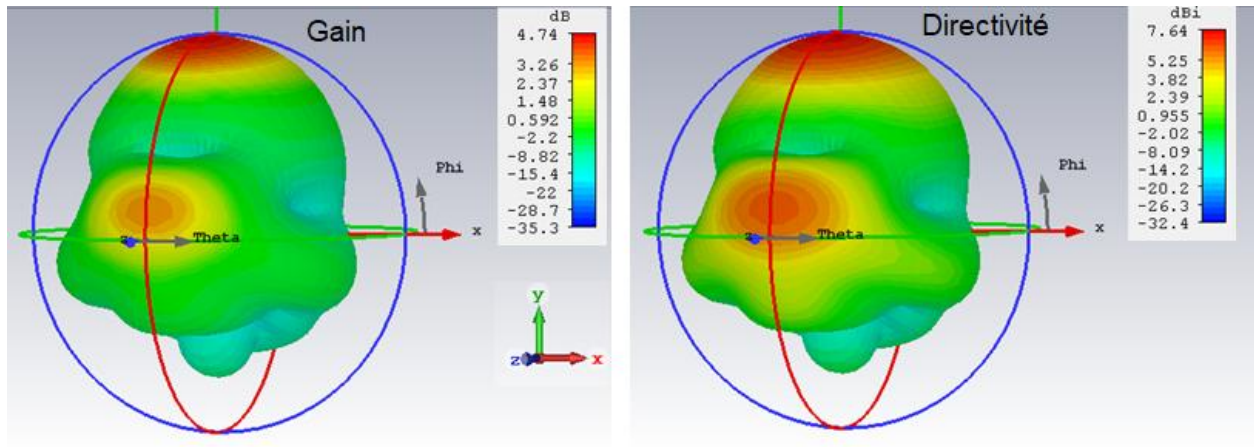 Gain
dB
4.74
3.26
2.37
1.48
0.592
-2.2
-8.82
-15.4
-22
-28.7
-35.3
Phi
x
z
Theta
y
z
x
Directivité
dBi
7.64
5.25
3.82
2.39
0.955
-2.02
-8.09
-14.2
-20.2
-26.3
-32.4
Phi
x
z
Theta